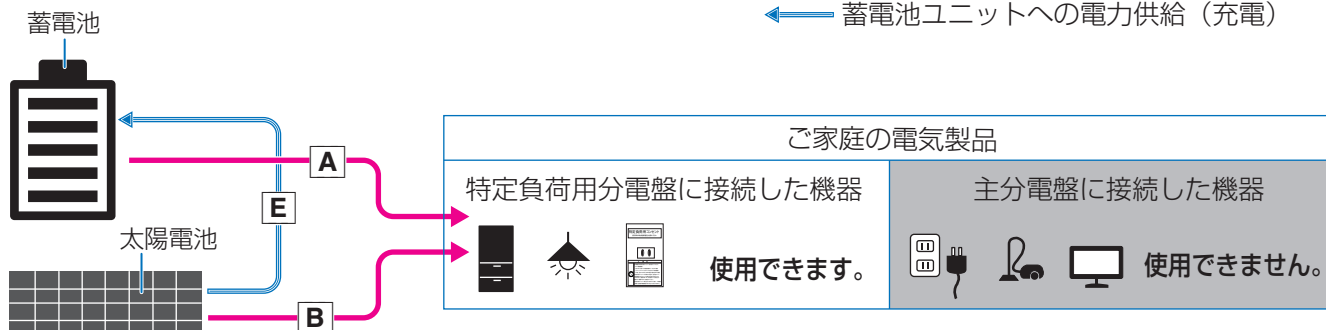 蓄電池ユニットへの電力供給（充電）
蓄電池
ご家庭の電気製品
A
特定負荷用分電盤に接続した機器
主分電盤に接続した機器
E
太陽電池
使用できます。
使用できません。
B